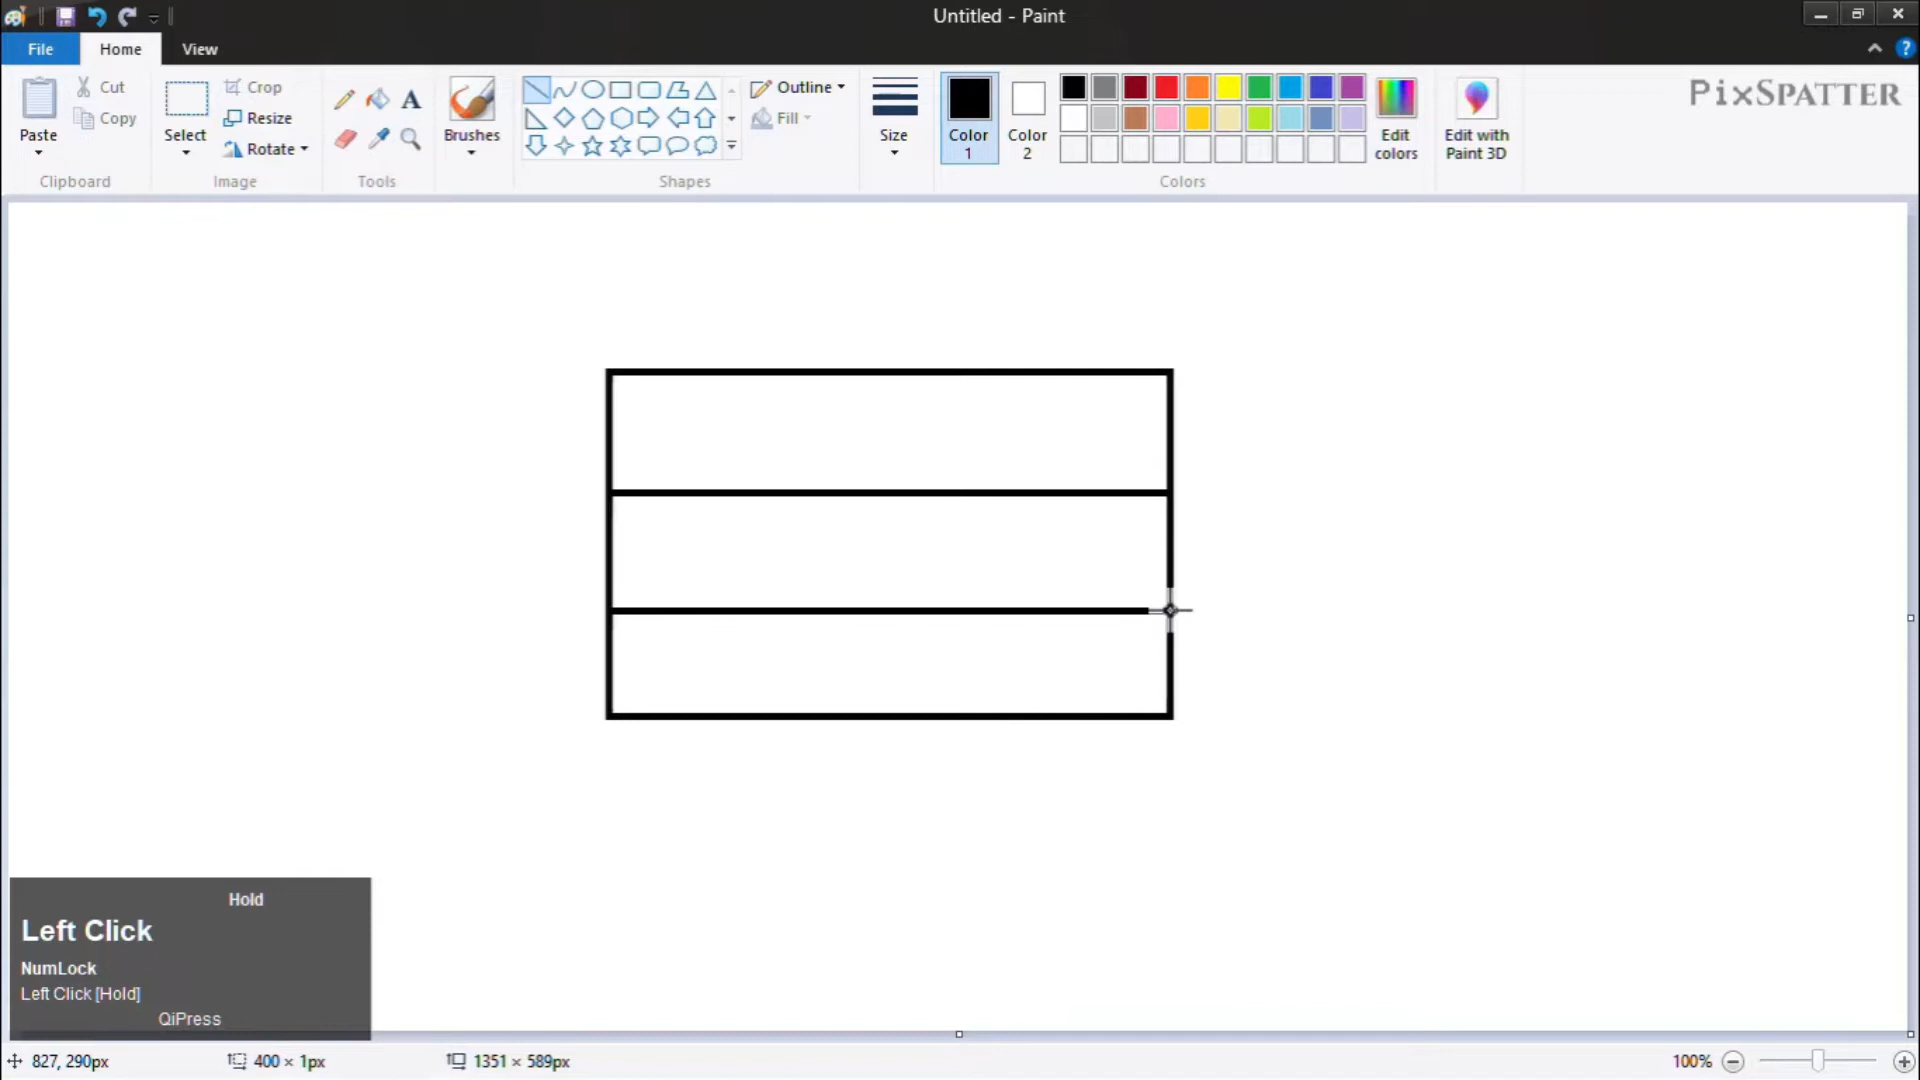 Untitled - Paint
File
Home
View
PixSPATTER
Paste
Cut
Copy
Clipboard
Select
Crop
Resize
Rotate
Image
A
Tools
Brushes
Shapes
Outline
Fill
Size
Color
1
Color
2
Colors
Edit
colors
Edit with
Paint 3D
Hold
Left Click
NumLock
Left Click [Hold]
QiPress
827, 290px
400 × 1px
1351 × 589px
100%